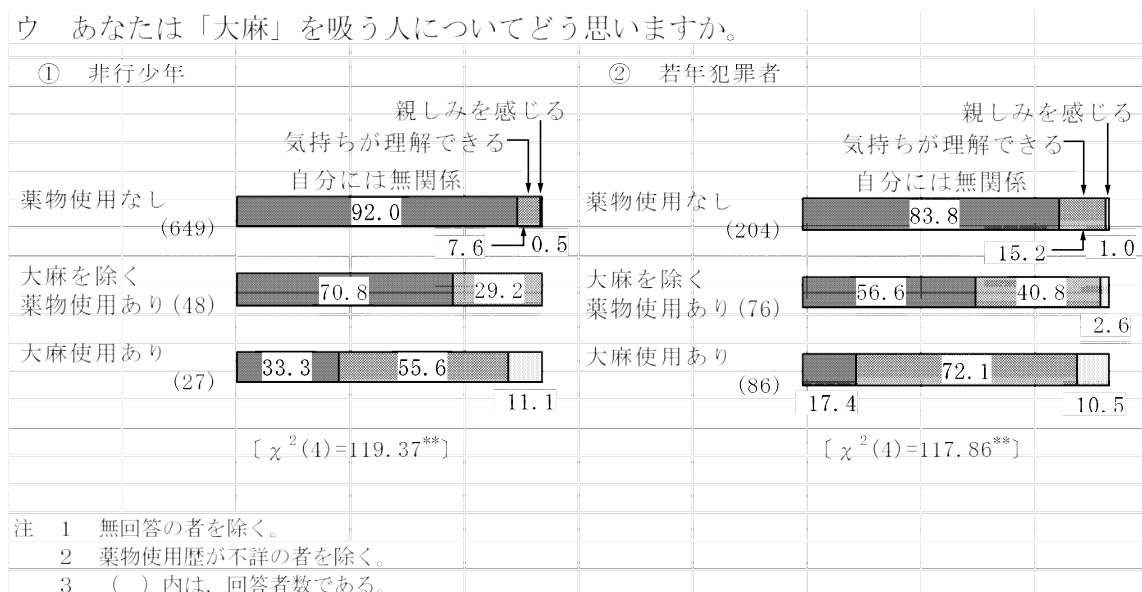 ウ あなたは「大麻」を吸う人についてどう思いますか。
① 非行少年
親しみを感じる
気持ちが理解できる
自分には無関係
薬物使用なし
(649)
92.0
7.6
0.5
大麻を除く
薬物使用あり(48)
70.8
29.2
大麻使用あり
(27)
33.3
55.6
11.1
〔χ²(4)=119.37**〕
② 若年犯罪者
親しみを感じる
気持ちが理解できる
自分には無関係
薬物使用なし
(204)
83.8
15.2
1.0
大麻を除く
薬物使用あり(76)
56.6
40.8
2.6
大麻使用あり
(86)
72.1
17.4
10.5
〔χ²(4)=117.86**〕
注 1 無回答の者を除く。
2 薬物使用歴が不詳の者を除く。
3 ( )内は,回答者数である。